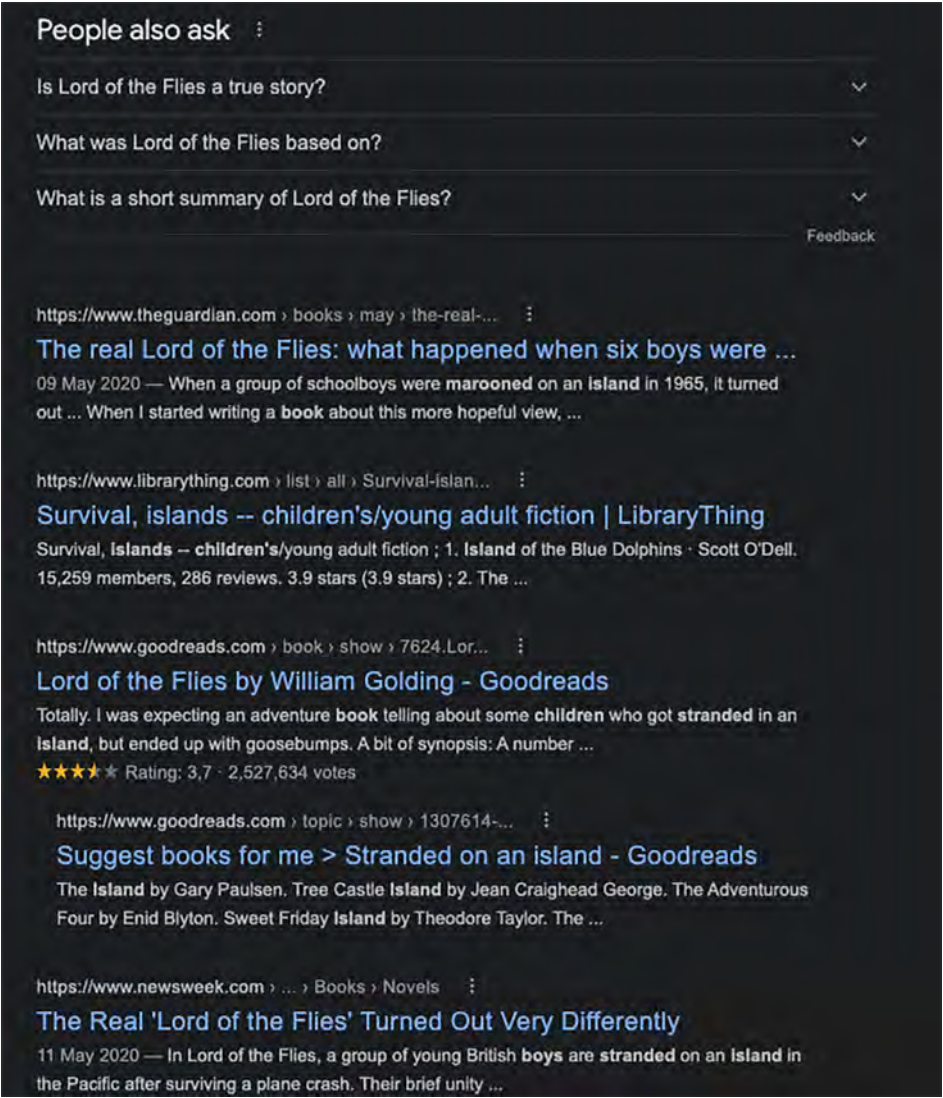 People also ask
Is Lord of the Flies a true story?
What was Lord of the Flies based on?
What is a short summary of Lord of the Flies?
Feedback
https://www.theguardian.com › books › may › the-real-...
The real Lord of the Flies: what happened when six boys were ...
09 May 2020 — When a group of schoolboys were marooned on an island in 1965, it turned
out ... When I started writing a book about this more hopeful view, ...
https://www.librarything.com › list › all › Survival-islan...
Survival, islands -- children's/young adult fiction | LibraryThing
Survival, islands -- children's/young adult fiction ; 1. Island of the Blue Dolphins · Scott O'Dell.
15,259 members, 286 reviews. 3.9 stars (3.9 stars) ; 2. The ...
https://www.goodreads.com › book › show › 7624.Lor...
Lord of the Flies by William Golding - Goodreads
Totally. I was expecting an adventure book telling about some children who got stranded in an
island, but ended up with goosebumps. A bit of synopsis: A number ...
Rating: 3,7 · 2,527,634 votes
https://www.goodreads.com › topic › show › 1307614-...
Suggest books for me > Stranded on an island - Goodreads
The Island by Gary Paulsen. Tree Castle Island by Jean Craighead George. The Adventurous
Four by Enid Blyton. Sweet Friday Island by Theodore Taylor. The ...
https://www.newsweek.com › ... › Books › Novels
The Real 'Lord of the Flies' Turned Out Very Differently
11 May 2020 — In Lord of the Flies, a group of young British boys are stranded on an island in
the Pacific after surviving a plane crash. Their brief unity ...